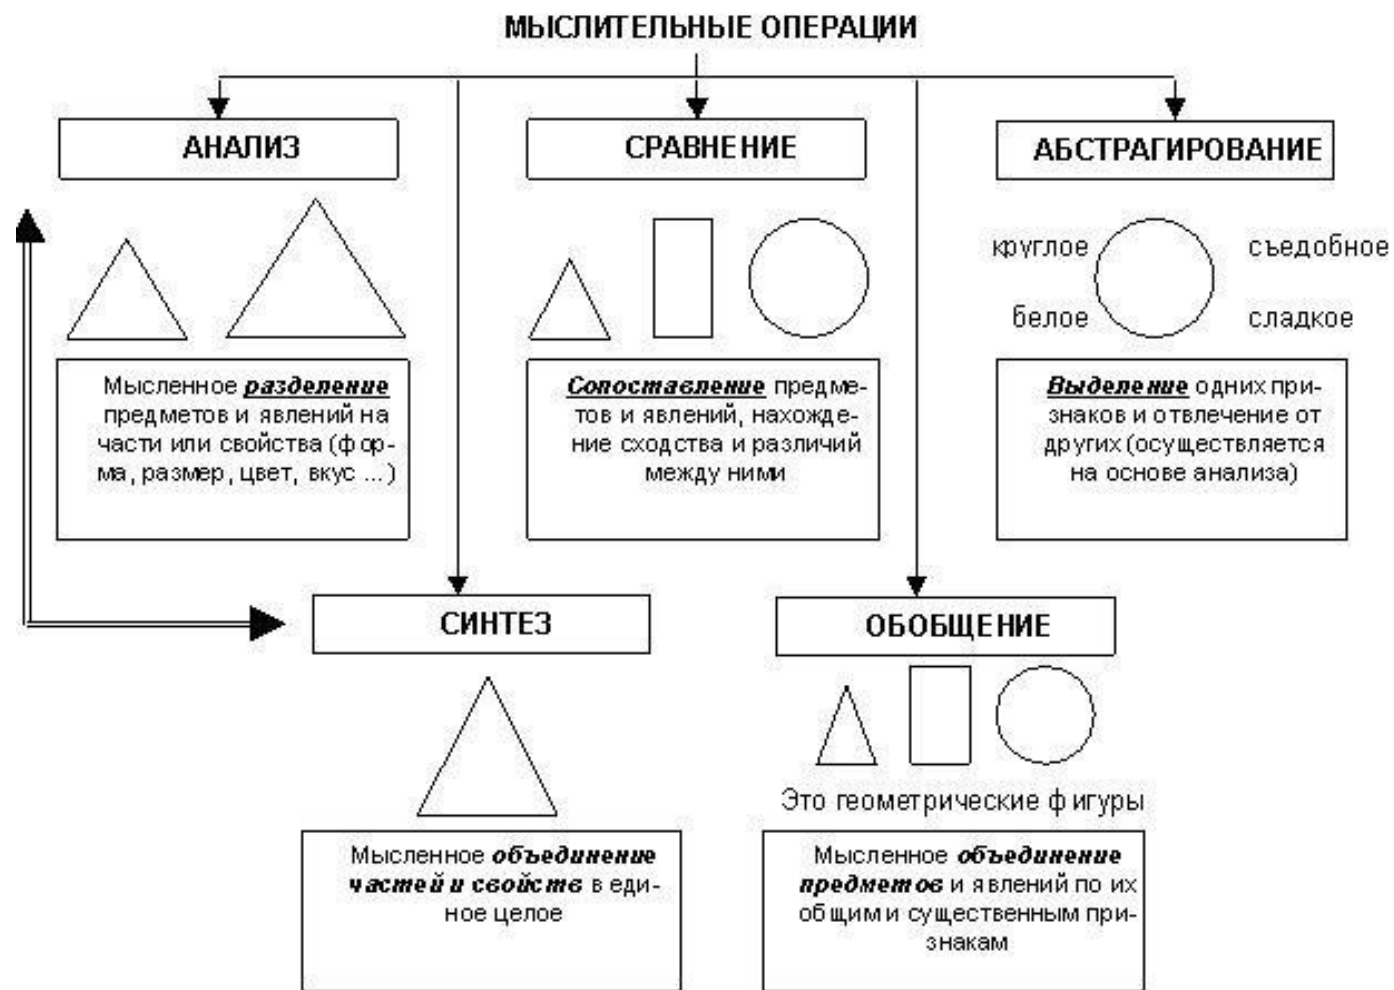 МЫСЛИТЕЛЬНЫЕ ОПЕРАЦИИ
АНАЛИЗ
СРАВНЕНИЕ
АБСТРАГИРОВАНИЕ
круглое
съедобное
белое
сладкое
Мысленное разделение
предметов и явлений на
части или свойства (фор-
ма, размер, цвет, вкус ...)
Сопоставление предме-
тов и явлений, нахожде-
ние сходства и различий
между ними
Выделение одних при-
знаков и отвлечение от
других (осуществляется
на основе анализа)
СИНТЕЗ
ОБОБЩЕНИЕ
Это геометрические фигуры
Мысленное объединение
частей и свойств в еди-
ное целое
Мысленное объединение
предметов и явлений по их
общим и существенным при-
знакам